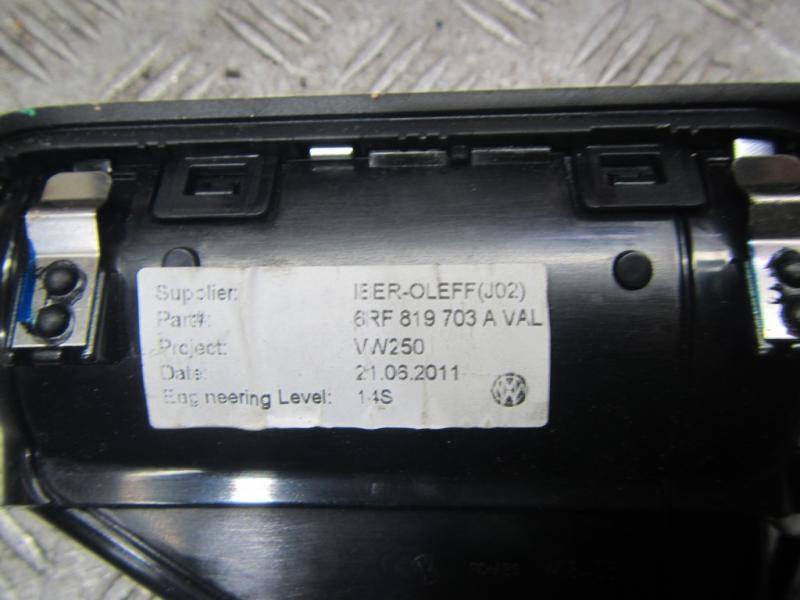 Supplier: IBER-OLEFF(J02)
Part#: 6RF 819 703 A VAL
Project: VW250
Date: 21.06.2011
Engineering Level: 14S